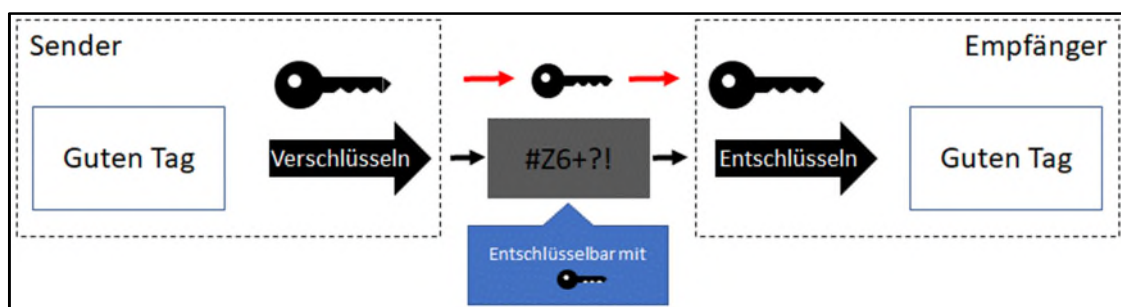 Sender
Empfänger
Guten Tag
Verschlüsseln
#Z6+?!
Entschlüsseln
Guten Tag
Entschlüsselbar mit